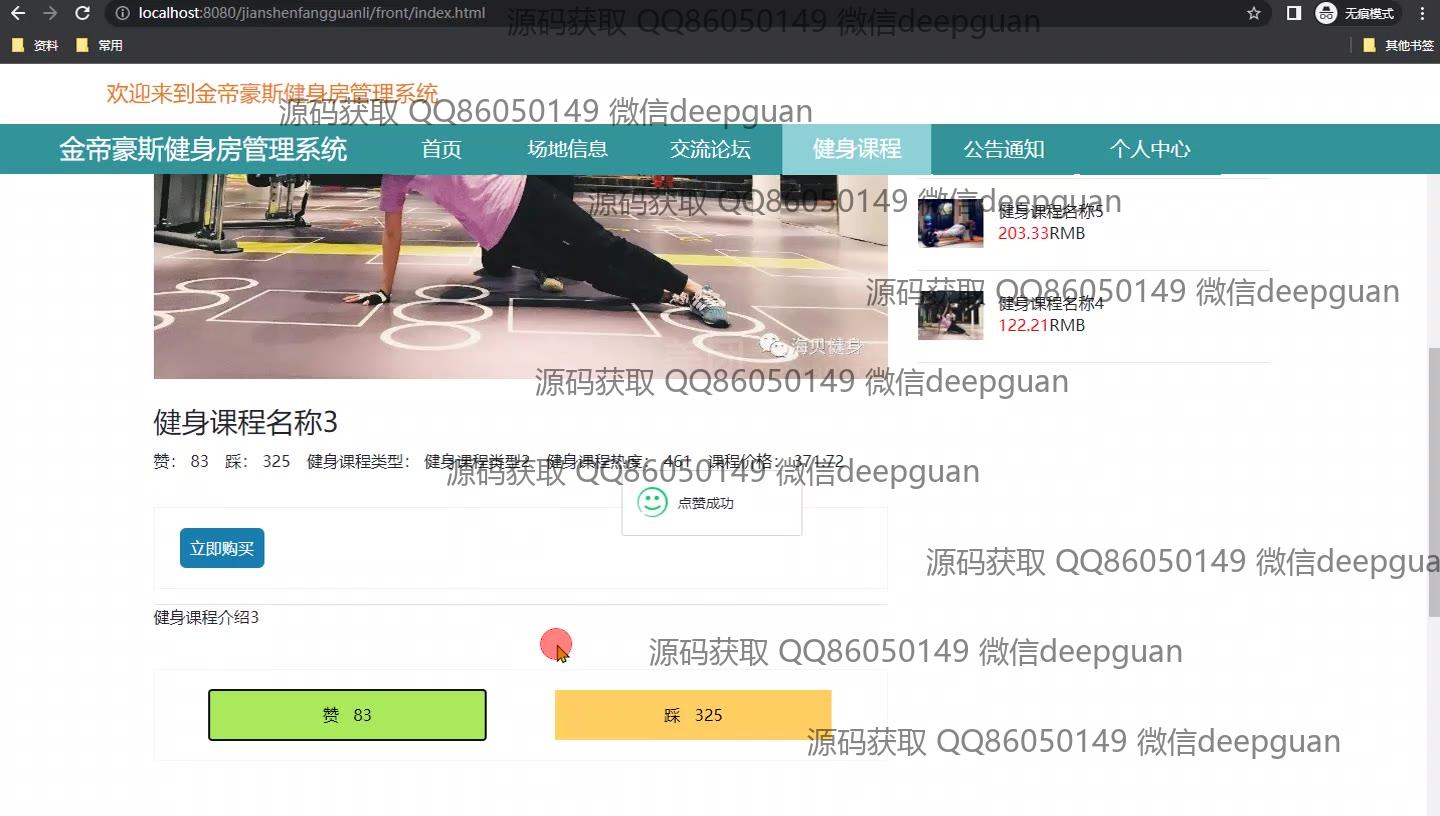 localhost:8080/jianshenfangguanli/front/index.html
源码获取 QQ86050149 微信deepguan
无痕模式
资料
常用
其他书签
欢迎来到金帝豪斯健身房管理系统
源码获取 QQ86050149 微信deepguan
金帝豪斯健身房管理系统
首页
场地信息
交流论坛
健身课程
公告通知
个人中心
源码获取 QQ86050149 微信deepguan
健身课程名称5
203.33RMB
源码获取 QQ86050149 微信deepguan
健身课程名称4
122.21RMB
海贝健身
源码获取 QQ86050149 微信deepguan
健身课程名称3
赞： 83 踩： 325 健身课程类型： 健身课程类型2 健身课程热度： 461 课程价格： 371.72
源码获取 QQ86050149 微信deepguan
点赞成功
立即购买
源码获取 QQ86050149 微信deepgua
健身课程介绍3
源码获取 QQ86050149 微信deepguan
赞 83
踩 325
源码获取 QQ86050149 微信deepguan